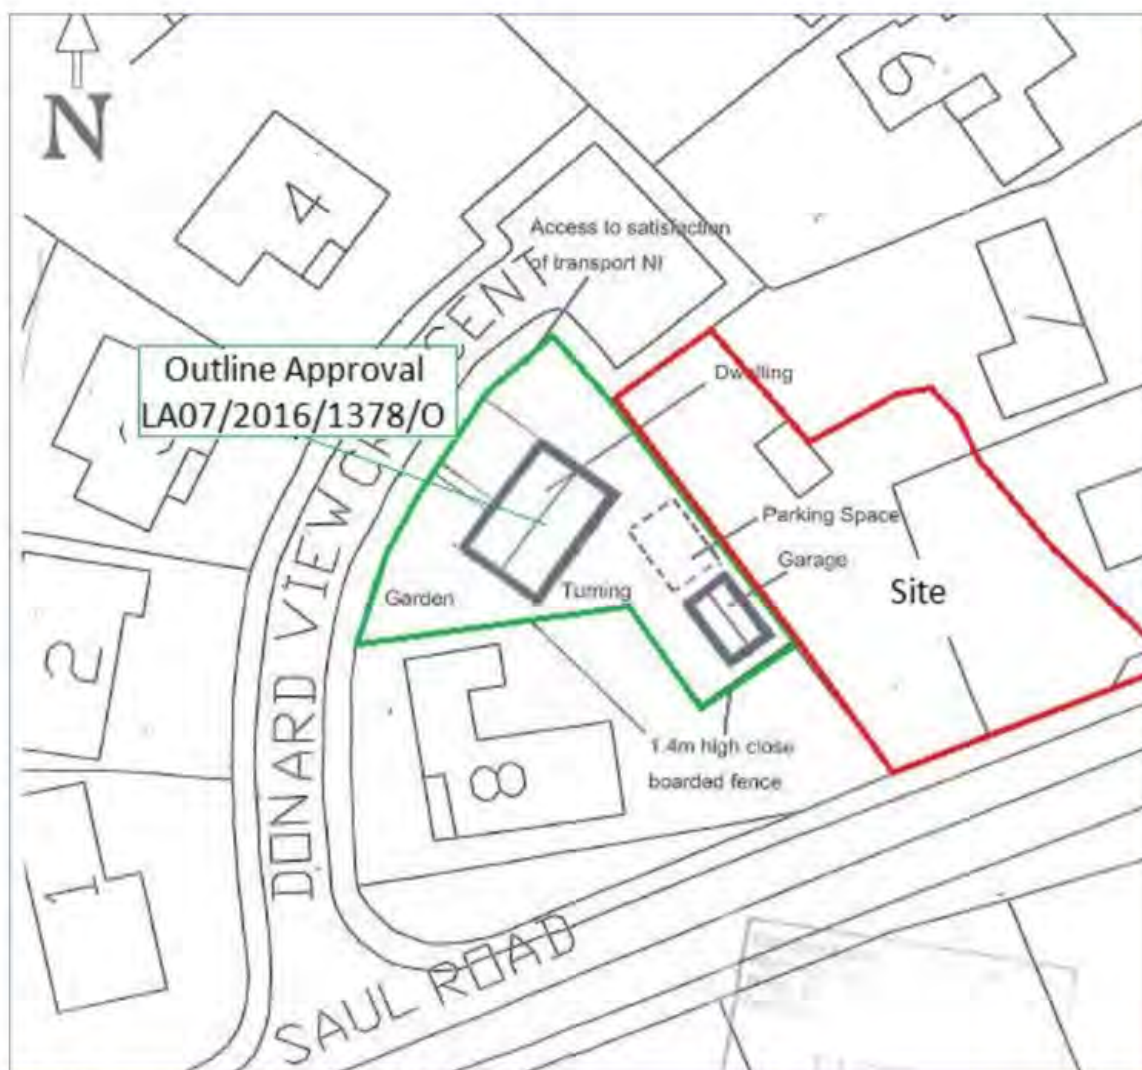 N
6
4
Access to satisfaction
of transport NI
Outline Approval
LA07/2016/1378/O
Dwelling
Parking Space
Garage
Site
Garden
Turning
2
DONARD VIEW CRESCENT
8
1.4m high close
boarded fence
1
SAUL ROAD
7